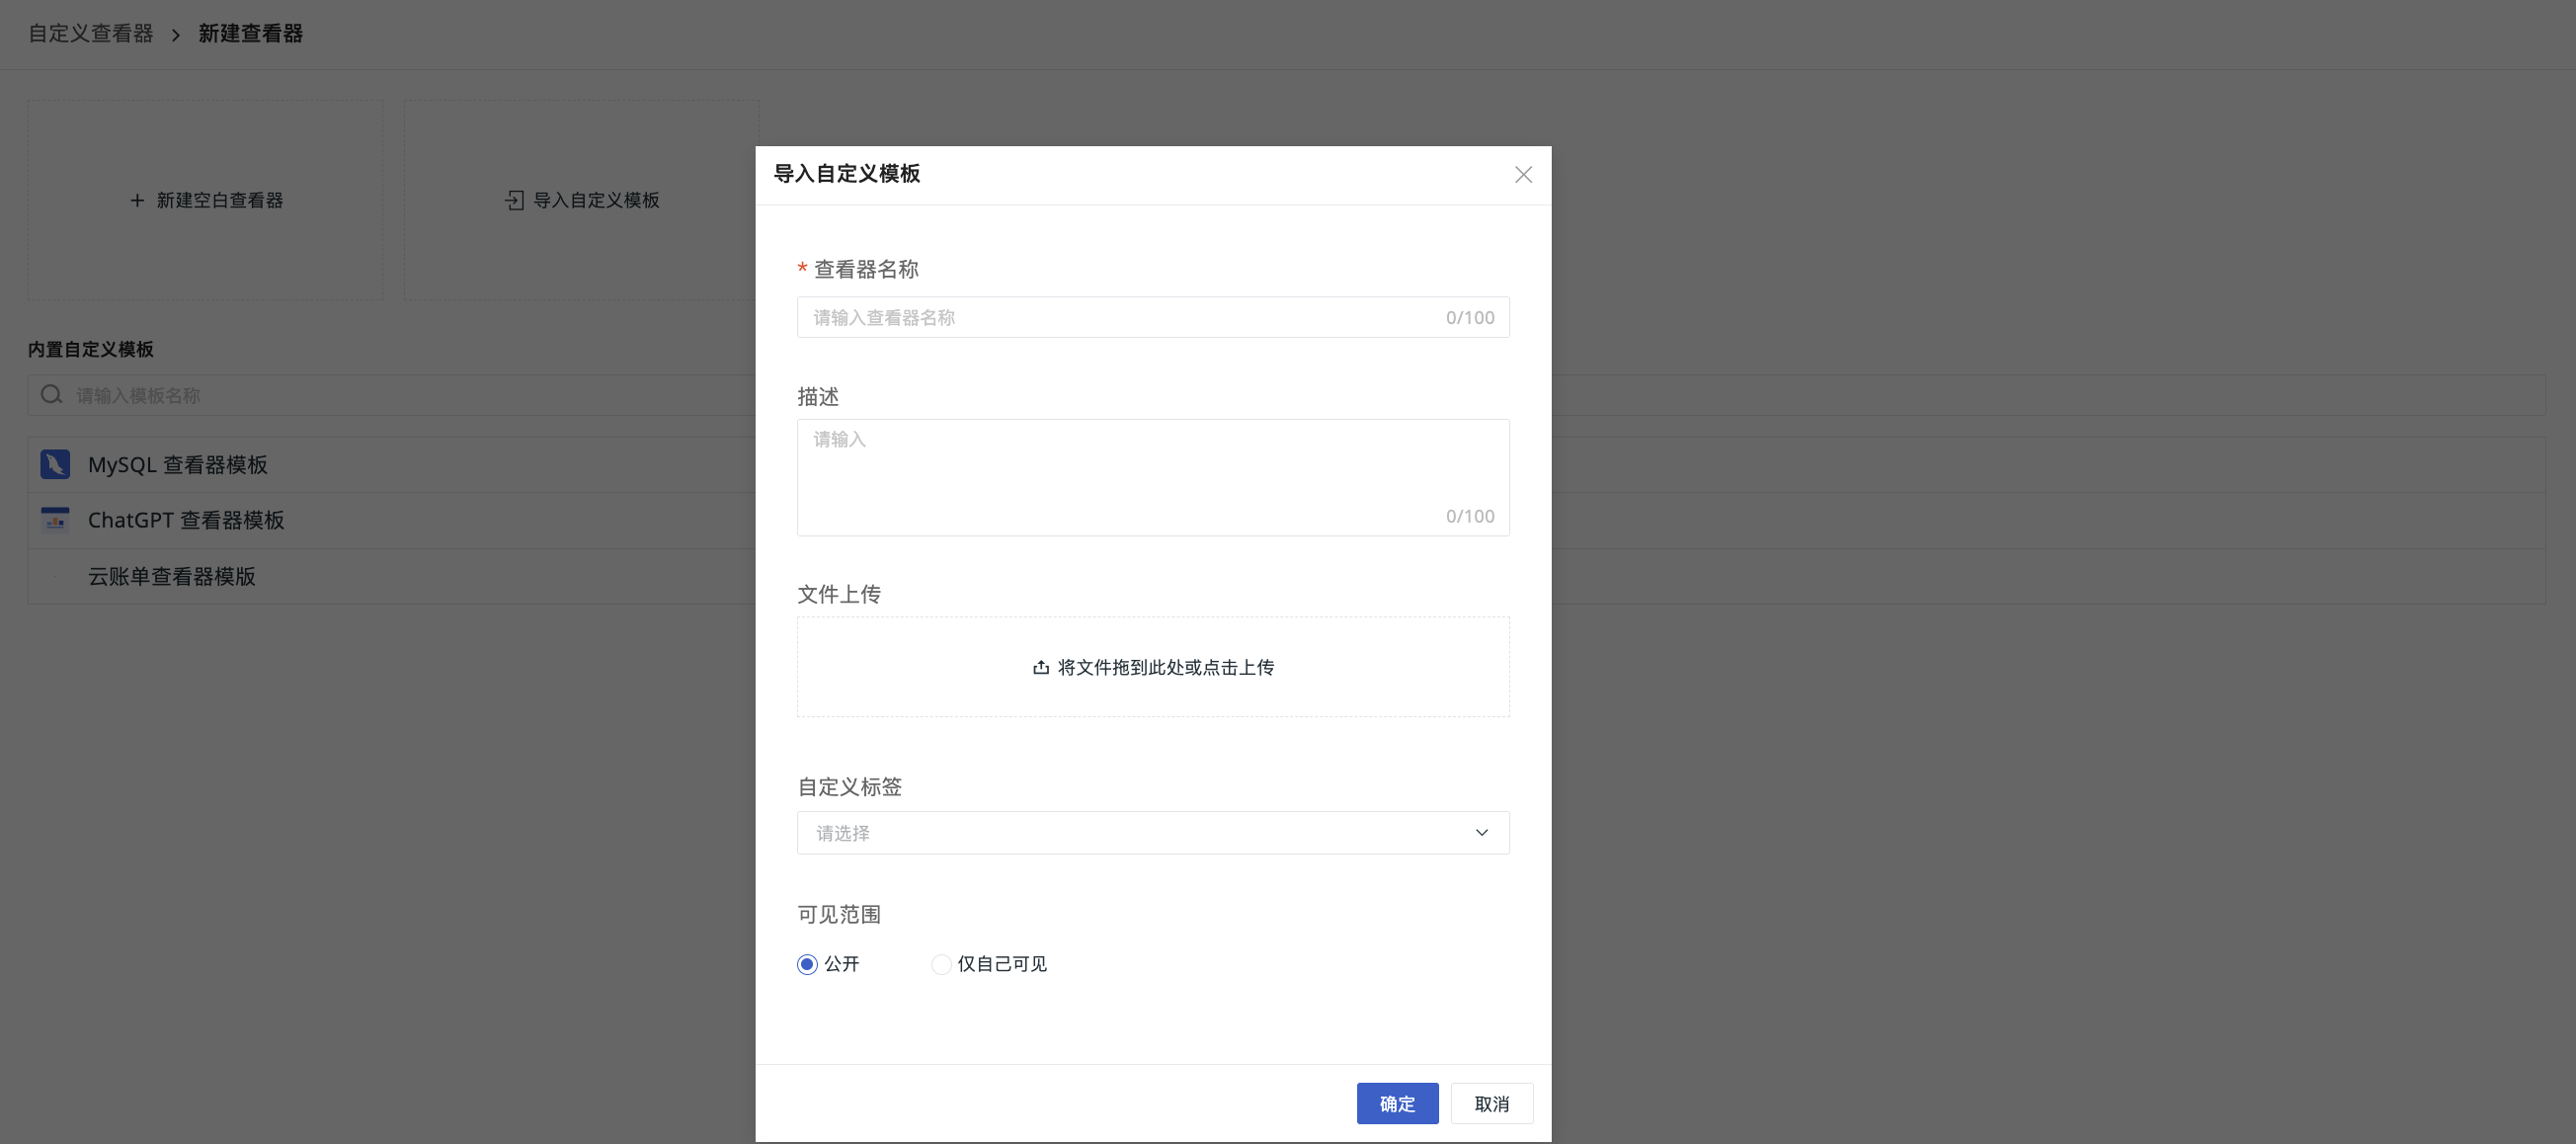 自定义查看器 > 新建查看器
+ 新建空白查看器
导入自定义模板
内置自定义模板
请输入模板名称
MySQL 查看器模板
ChatGPT 查看器模板
云账单查看器模版
导入自定义模板
* 查看器名称
请输入查看器名称 0/100
描述
请输入
0/100
文件上传
将文件拖到此处或点击上传
自定义标签
请选择
可见范围
公开 仅自己可见
确定 取消